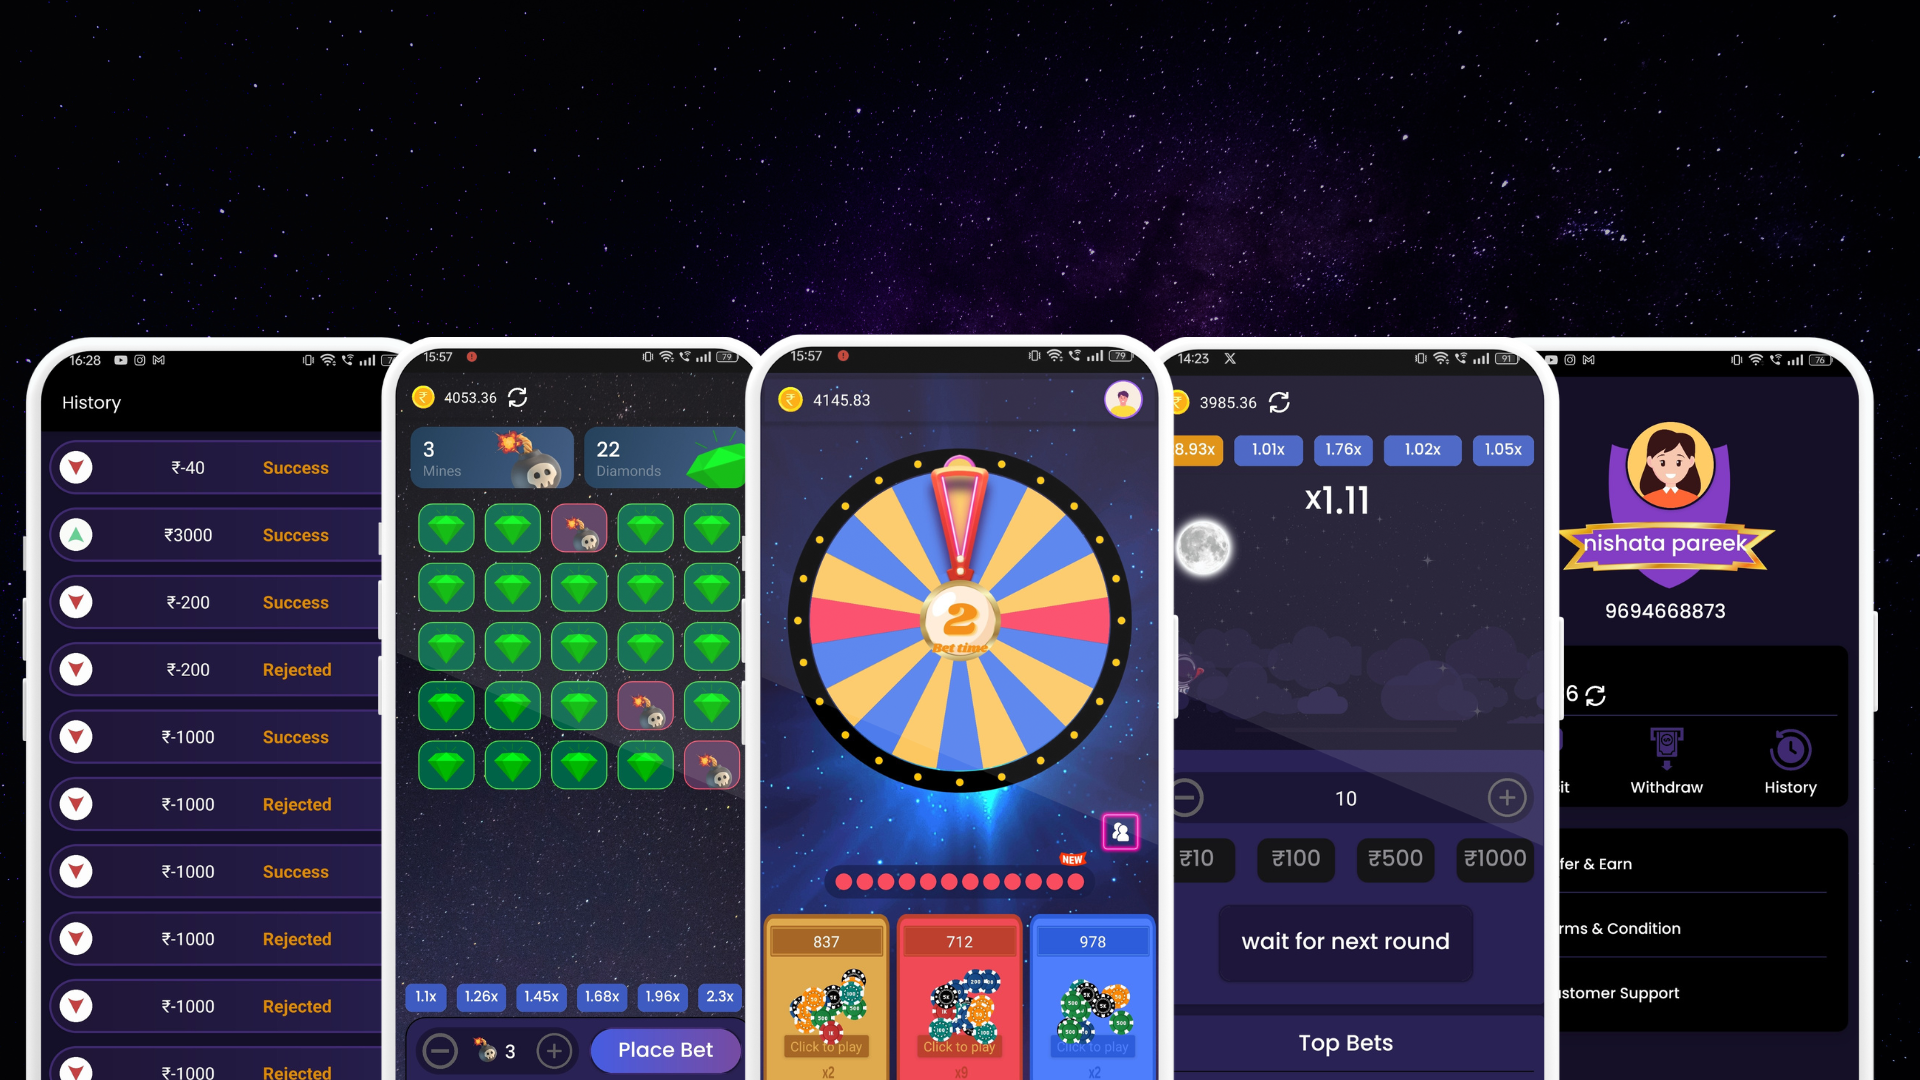 16:28
History
₹-40 Success
₹3000 Success
₹-200 Success
₹-200 Rejected
₹-1000 Success
₹-1000 Rejected
₹-1000 Success
₹-1000 Rejected
₹-1000 Rejected
₹-1000 Rejected
15:57 79
4053.36
3
Mines
22
Diamonds
1.1x 1.26x 1.45x 1.68x 1.96x 2.3x
3
Place Bet
15:57 79
4145.83
2
Bet time
NEW
837 712 978
Click to play Click to play Click to play
x2 x9 x2
14:23 91
3985.36
8.93x 1.01x 1.76x 1.02x 1.05x
x1.11
10
₹10 ₹100 ₹500 ₹1000
wait for next round
Top Bets
76
nishata pareek
9694668873
6
it Withdraw History
fer & Earn
rms & Condition
stomer Support